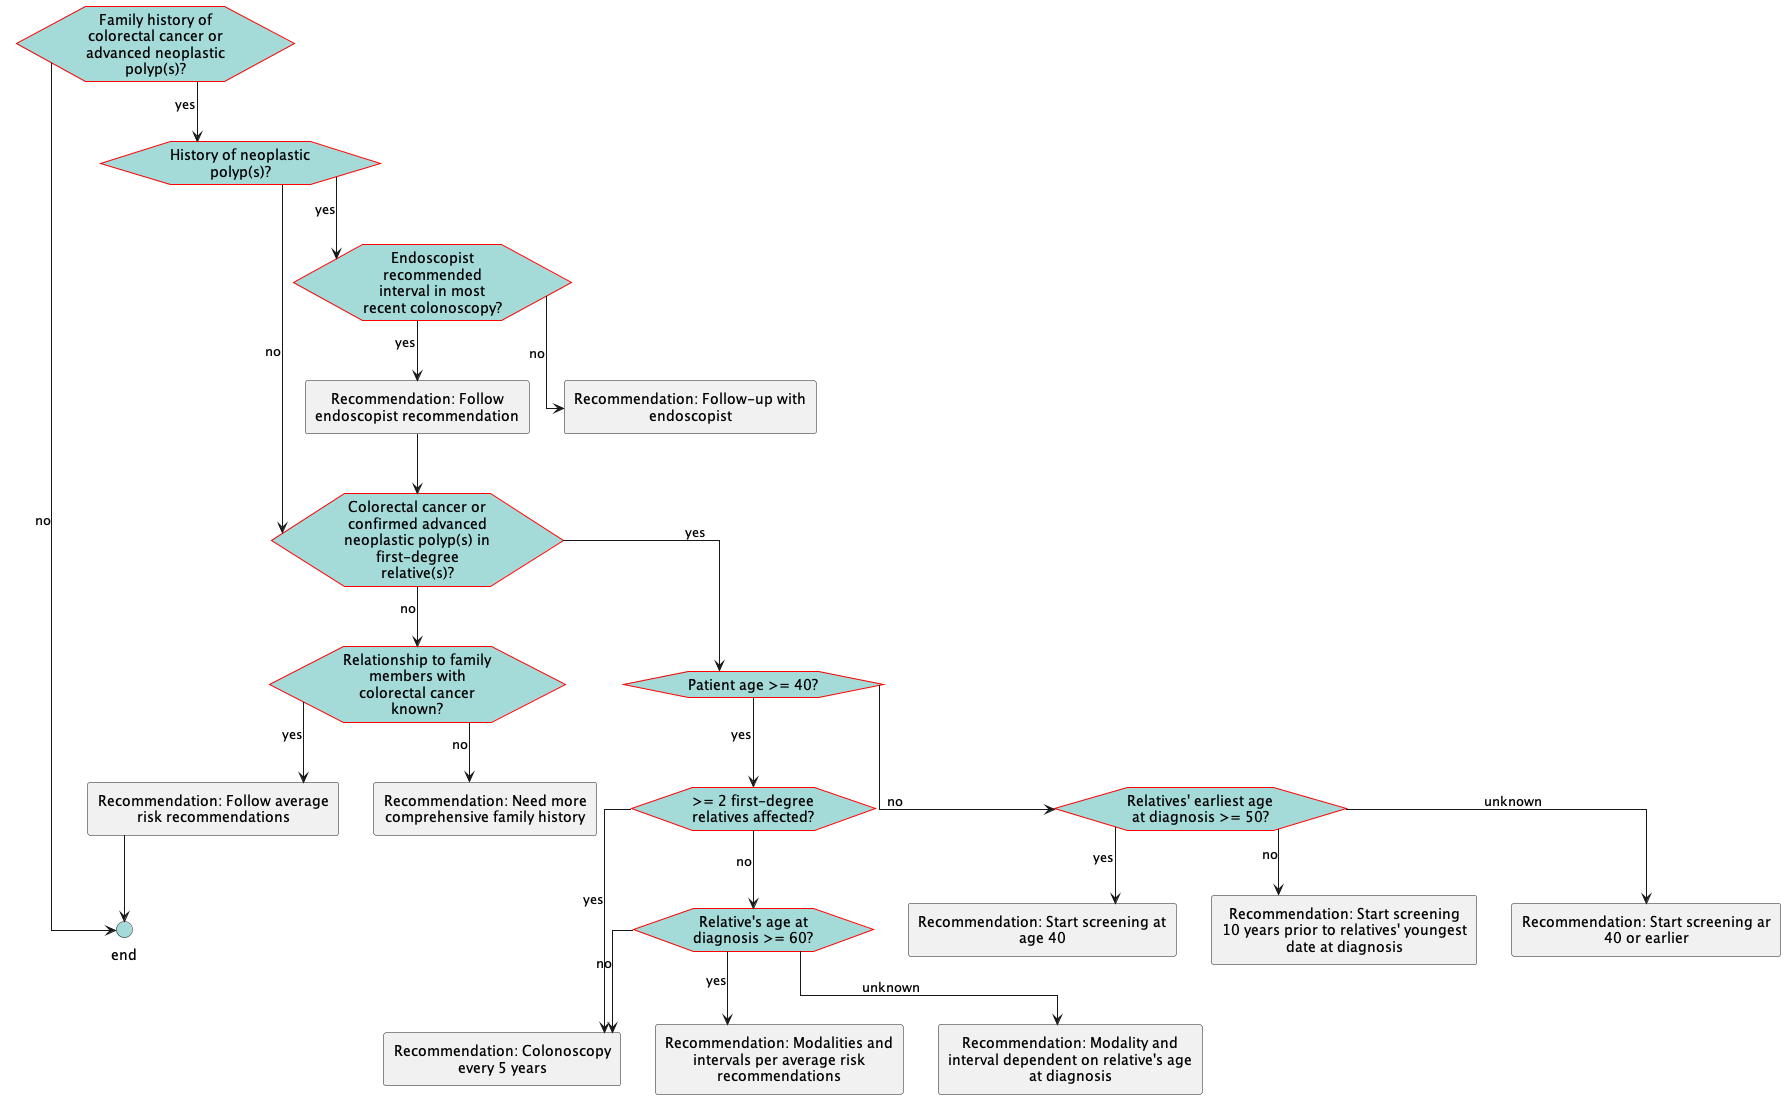 Family history of
colorectal cancer or
advanced neoplastic
polyp(s)?
yes
History of neoplastic
polyp(s)?
yes
Endoscopist
recommended
interval in most
recent colonoscopy?
no
yes
no
Recommendation: Follow
endoscopist recommendation
Recommendation: Follow-up with
endoscopist
no
Colorectal cancer or
confirmed advanced
neoplastic polyp(s) in
first-degree
relative(s)?
yes
no
Relationship to family
members with
colorectal cancer
known?
Patient age >= 40?
yes
no
yes
Recommendation: Follow average
risk recommendations
Recommendation: Need more
comprehensive family history
>= 2 first-degree
relatives affected?
no
Relatives' earliest age
at diagnosis >= 50?
unknown
no
yes
no
yes
Relative's age at
diagnosis >= 60?
Recommendation: Start screening at
age 40
Recommendation: Start screening
10 years prior to relatives' youngest
date at diagnosis
Recommendation: Start screening ar
40 or earlier
end
no
yes
unknown
Recommendation: Colonoscopy
every 5 years
Recommendation: Modalities and
intervals per average risk
recommendations
Recommendation: Modality and
interval dependent on relative's age
at diagnosis